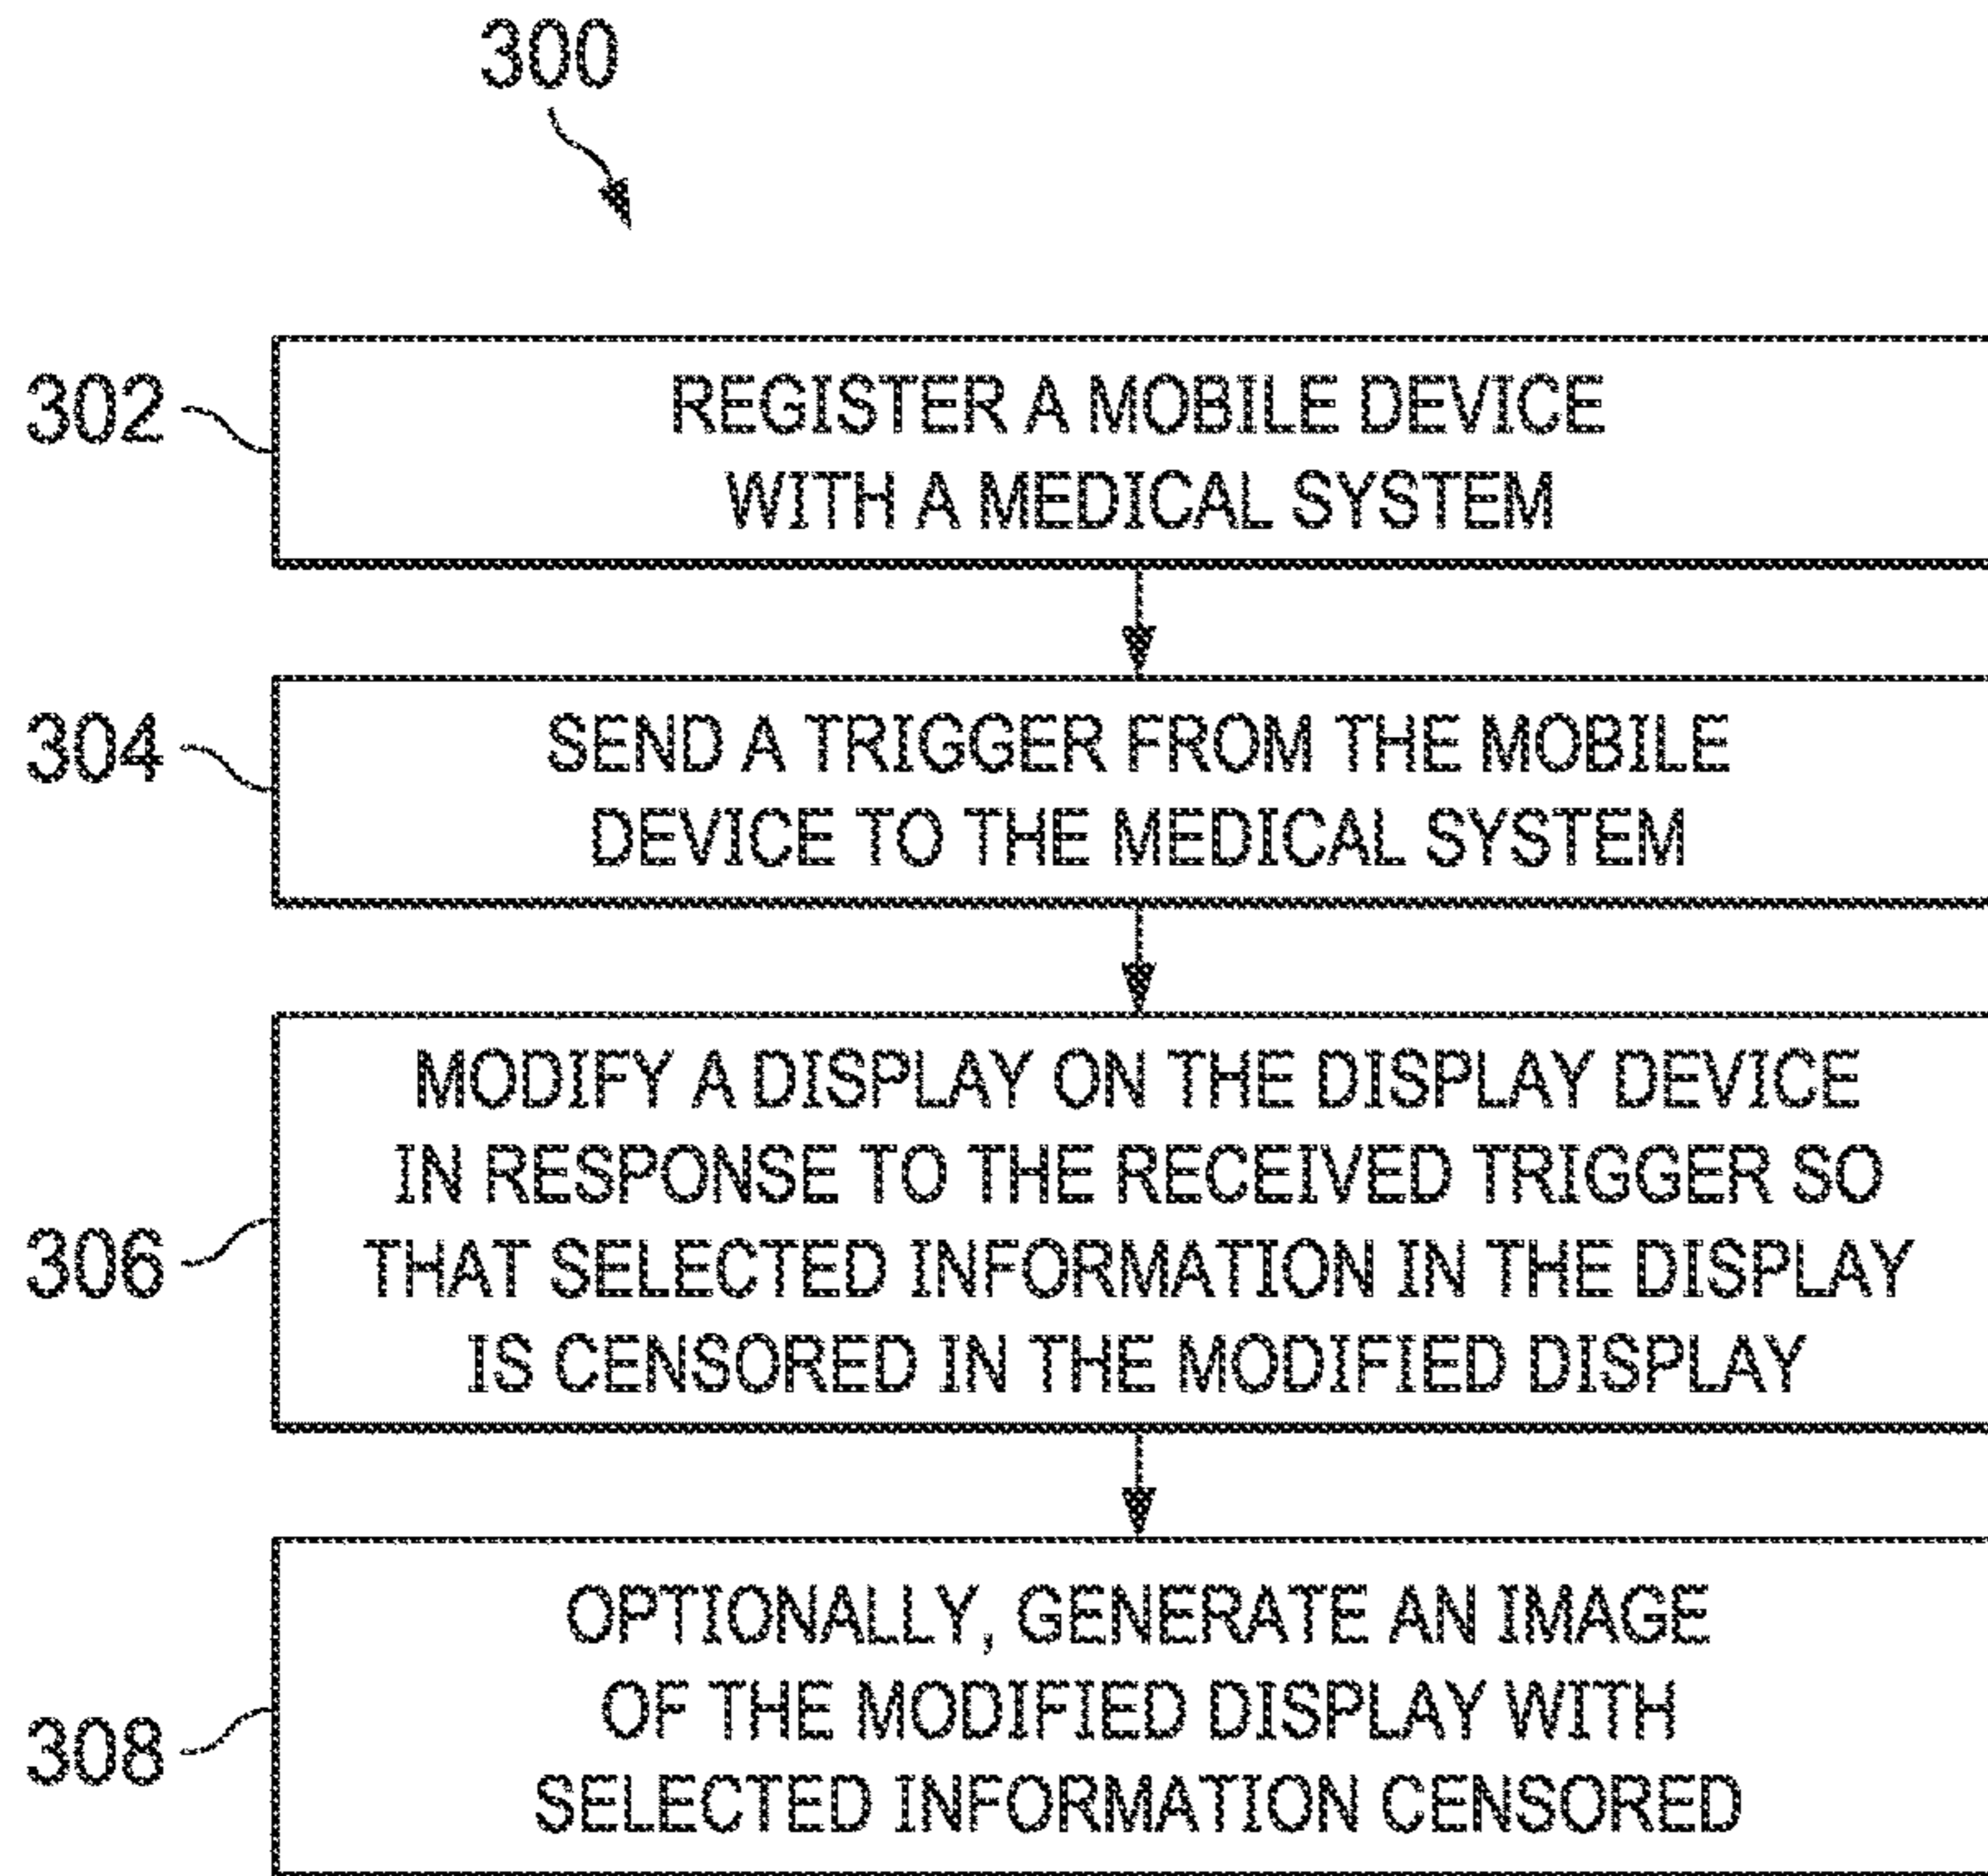 300
302
REGISTER A MOBILE DEVICE
WITH A MEDICAL SYSTEM
304
SEND A TRIGGER FROM THE MOBILE
DEVICE TO THE MEDICAL SYSTEM
306
MODIFY A DISPLAY ON THE DISPLAY DEVICE
IN RESPONSE TO THE RECEIVED TRIGGER SO
THAT SELECTED INFORMATION IN THE DISPLAY
IS CENSORED IN THE MODIFIED DISPLAY
308
OPTIONALLY, GENERATE AN IMAGE
OF THE MODIFIED DISPLAY WITH
SELECTED INFORMATION CENSORED